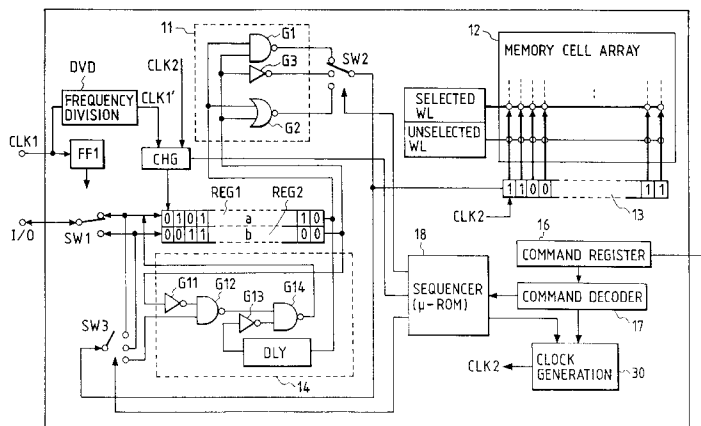 11
G1
G3
G2
SW2
12
MEMORY CELL ARRAY
DVD
CLK2
FREQUENCY
DIVISION
CLK1'
CLK1
FF1
CHG
SELECTED
WL
UNSELECTED
WL
1 1 0 0 1 1
CLK2
13
REG1
REG2
0 1 0 1 a 1 0
0 0 1 1 b 0 0
I/O
SW1
18
SEQUENCER
(μ-ROM)
16
COMMAND REGISTER
COMMAND DECODER
17
G11
G12
G13
G14
DLY
SW3
14
CLK2
CLOCK
GENERATION
30